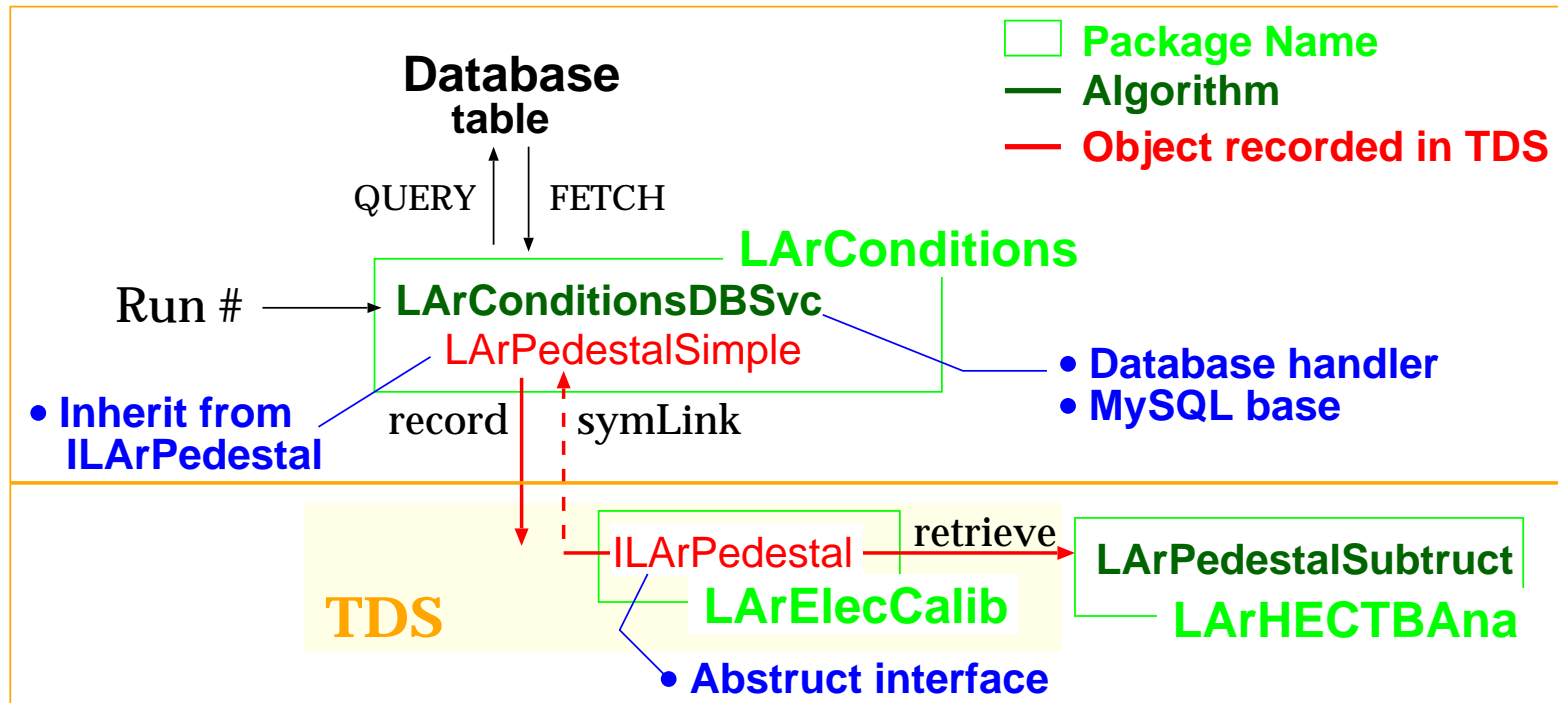 Package Name
Algorithm
Object recorded in TDS
Database
table
QUERY
FETCH
LArConditions
Run #
LArConditionsDBSvc
LArPedestalSimple
• Database handler
• MySQL base
• Inherit from
ILArPedestal
record
symLink
ILArPedestal
retrieve
LArPedestalSubtruct
LArElecCalib
LArHECTBAna
TDS
• Abstruct interface